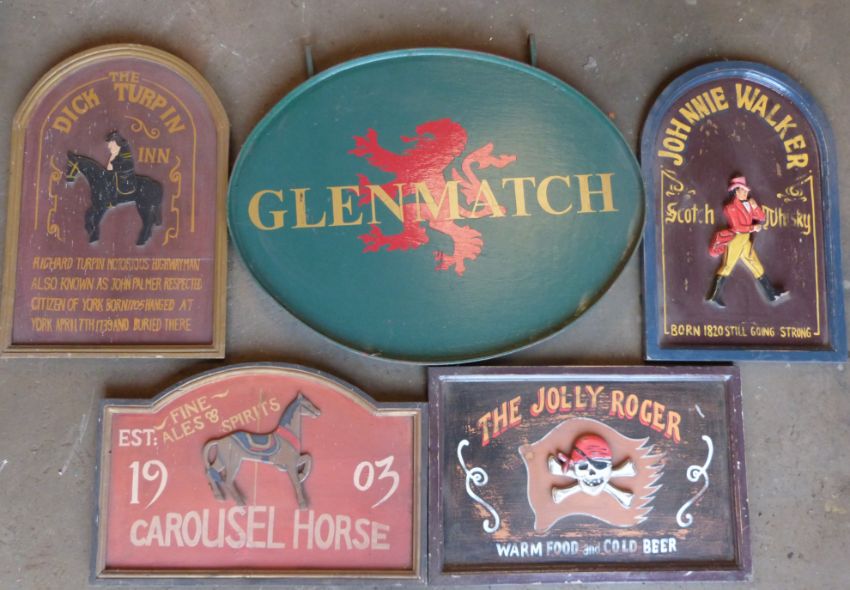 THE
DICK TURPIN
INN
RICHARD TURPIN NOTORIOUS HIGHWAYMAN
ALSO KNOWN AS JOHN PALMER RESPECTED
CITIZEN OF YORK BORN 1705 HANGED AT
YORK APRIL 7TH 1739 AND BURIED THERE
GLENMATCH
JOHNNIE WALKER
Scotch Whisky
BORN 1820 STILL GOING STRONG
FINE
ALES & SPIRITS
EST:
19 03
CAROUSEL HORSE
THE JOLLY ROGER
WARM FOOD and COLD BEER